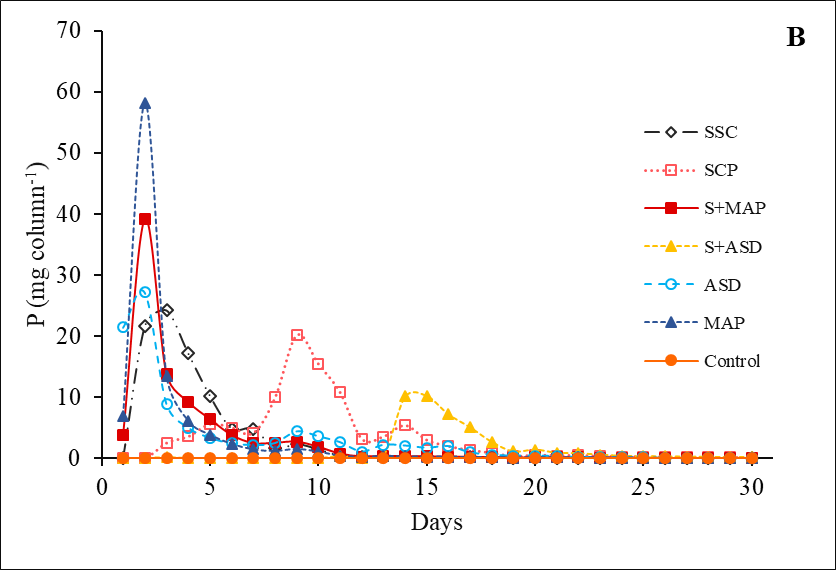 B
70
60
50
40
30
20
10
0
P (mg column-1)
0 5 10 15 20 25 30
Days
SSC
SCP
S+MAP
S+ASD
ASD
MAP
Control